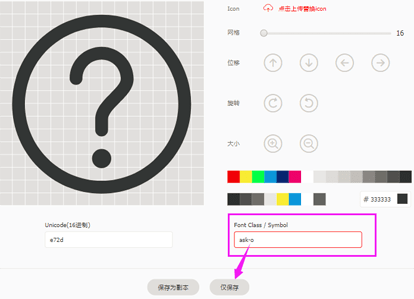 Icon 点击上传替换icon
网格 16
位移
旋转
大小
# 333333
Unicode(16进制)
e72d
Font Class / Symbol
ask-o
保存为副本
仅保存